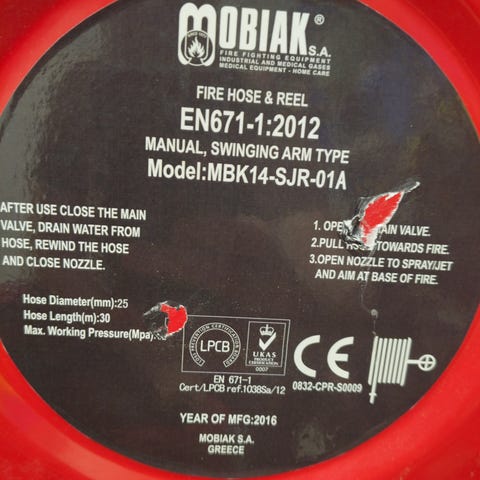 MOBIAK® S.A.
FIRE FIGHTING EQUIPMENT
INDUSTRIAL AND MEDICAL GASES
MEDICAL EQUIPMENT - HOME CARE
FIRE HOSE & REEL
EN671-1:2012
MANUAL, SWINGING ARM TYPE
Model:MBK14-SJR-01A
AFTER USE CLOSE THE MAIN
VALVE, DRAIN WATER FROM
HOSE, REWIND THE HOSE
AND CLOSE NOZZLE.
1. VALVE.
2.PULL TOWARDS FIRE.
3.OPEN NOZZLE TO SPRAY/JET
AND AIM AT BASE OF FIRE.
Hose Diameter(mm):25
Hose Length(m):30
Max. Working Pressure(Mpa)
LPCB
EN 671-1
Cert/LPCB ref.1038Sa/12
UKAS
PRODUCT
CERTIFICATION
0007
CE
0832-CPR-S0009
YEAR OF MFG:2016
MOBIAK S.A.
GREECE